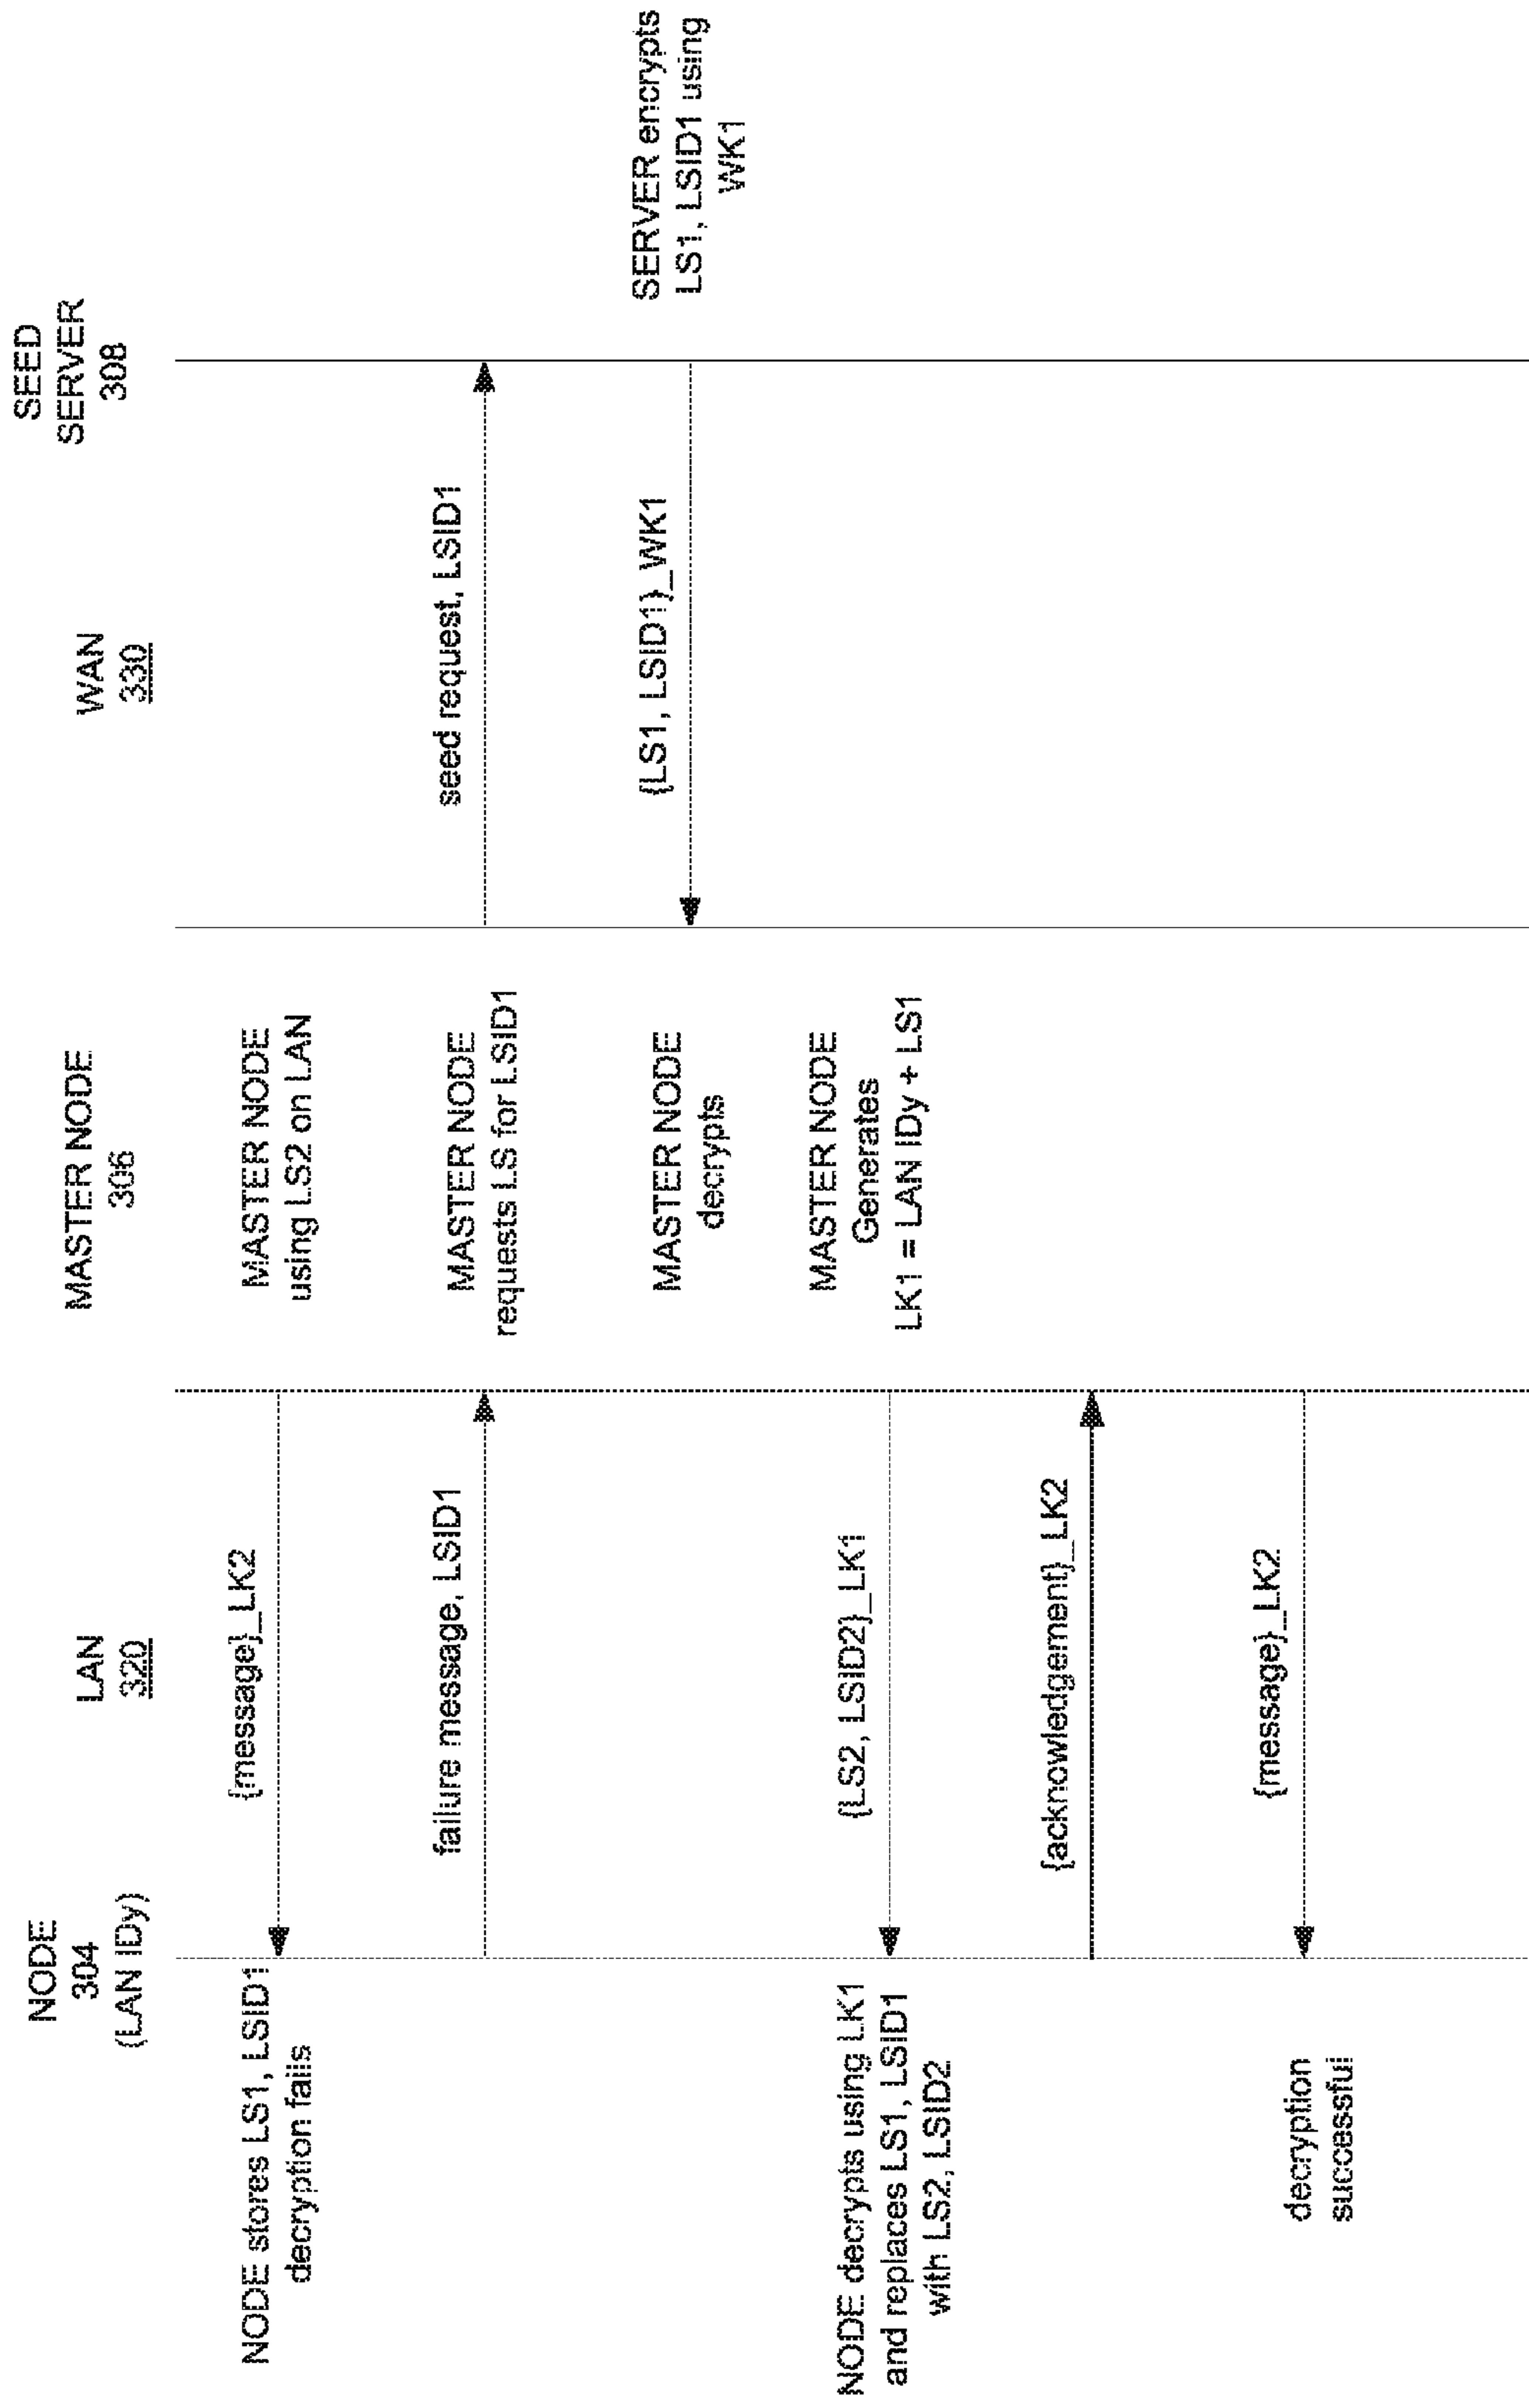 NODE
304
(LAN IDy)
LAN
320
MASTER NODE
306
WAN
330
SEED
SERVER
308
NODE stores LS1, LSID1
decryption fails
{message}_LK2
MASTER NODE
using LS2 on LAN
failure message, LSID1
MASTER NODE
requests LS for LSID1
seed request, LSID1
MASTER NODE
decrypts
{LS1, LSID1}_WK1
SERVER encrypts
LS1, LSID1 using
WK1
MASTER NODE
Generates
LK1 = LAN IDy + LS1
NODE decrypts using LK1
and replaces LS1, LSID1
with LS2, LSID2
{LS2, LSID2}_LK1
{acknowledgement}_LK2
{message}_LK2
decryption
successful